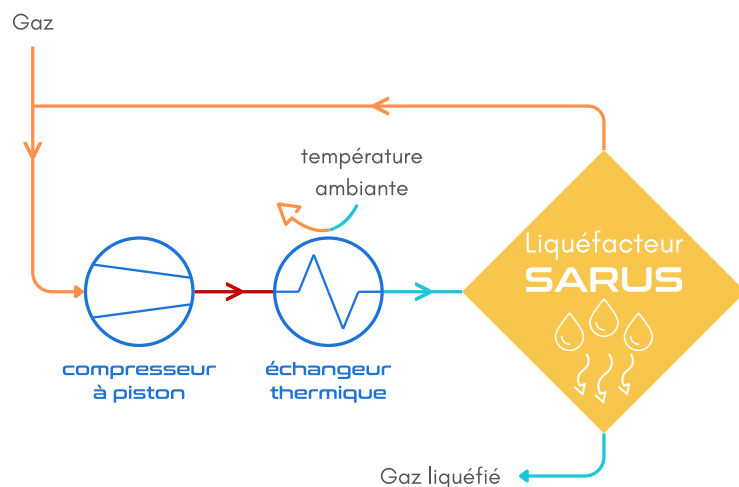 Gaz
température
ambiante
Liquéfacteur
SARUS
compresseur
à piston
échangeur
thermique
Gaz liquéfié